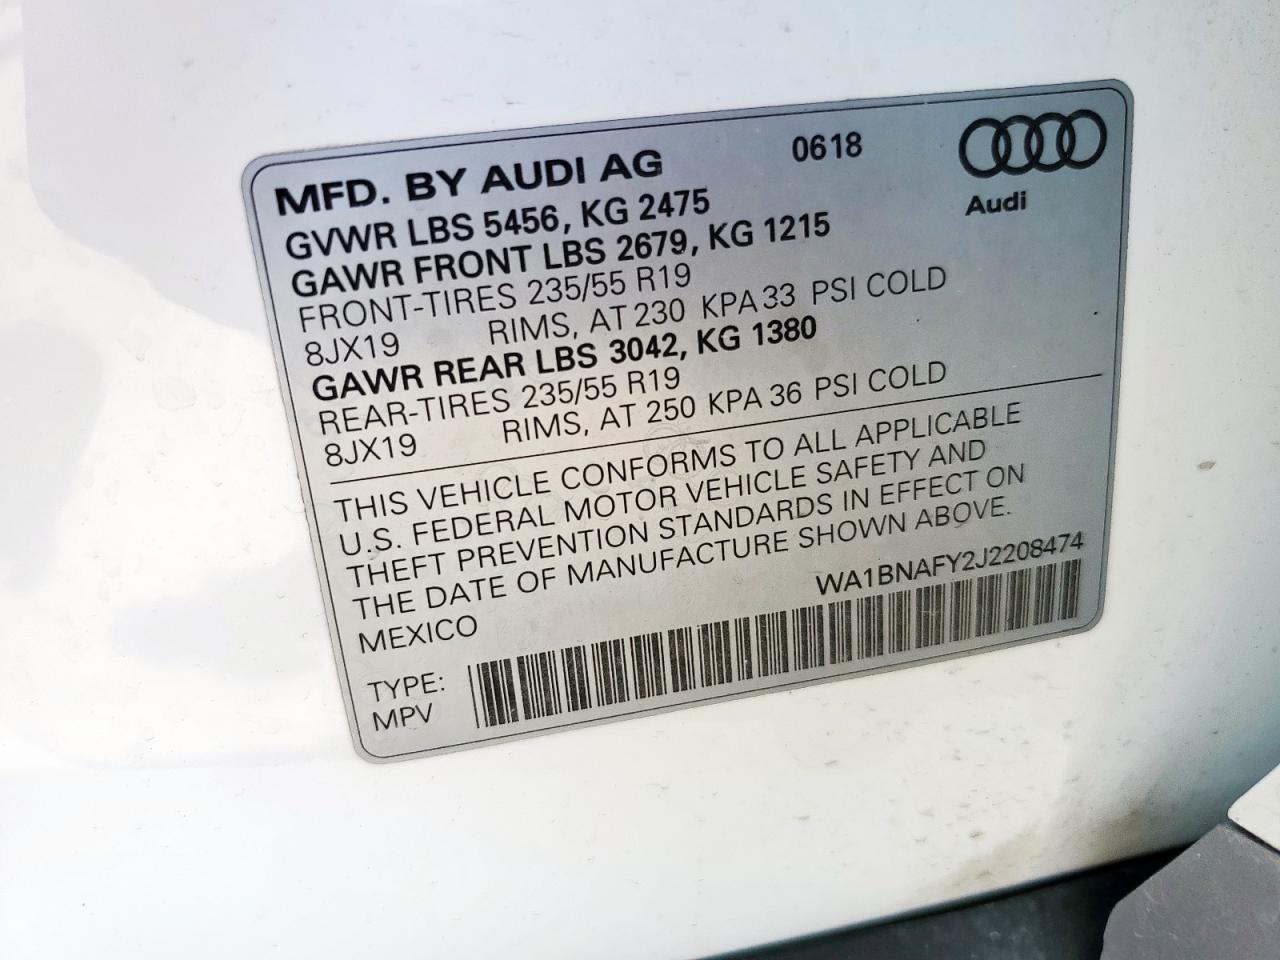 MFD. BY AUDI AG 0618
Audi
GVWR LBS 5456, KG 2475
GAWR FRONT LBS 2679, KG 1215
FRONT-TIRES 235/55 R19
8JX19 RIMS, AT 230 KPA 33 PSI COLD
GAWR REAR LBS 3042, KG 1380
REAR-TIRES 235/55 R19
8JX19 RIMS, AT 250 KPA 36 PSI COLD
THIS VEHICLE CONFORMS TO ALL APPLICABLE
U.S. FEDERAL MOTOR VEHICLE SAFETY AND
THEFT PREVENTION STANDARDS IN EFFECT ON
THE DATE OF MANUFACTURE SHOWN ABOVE.
MEXICO WA1BNAFY2J2208474
TYPE:
MPV